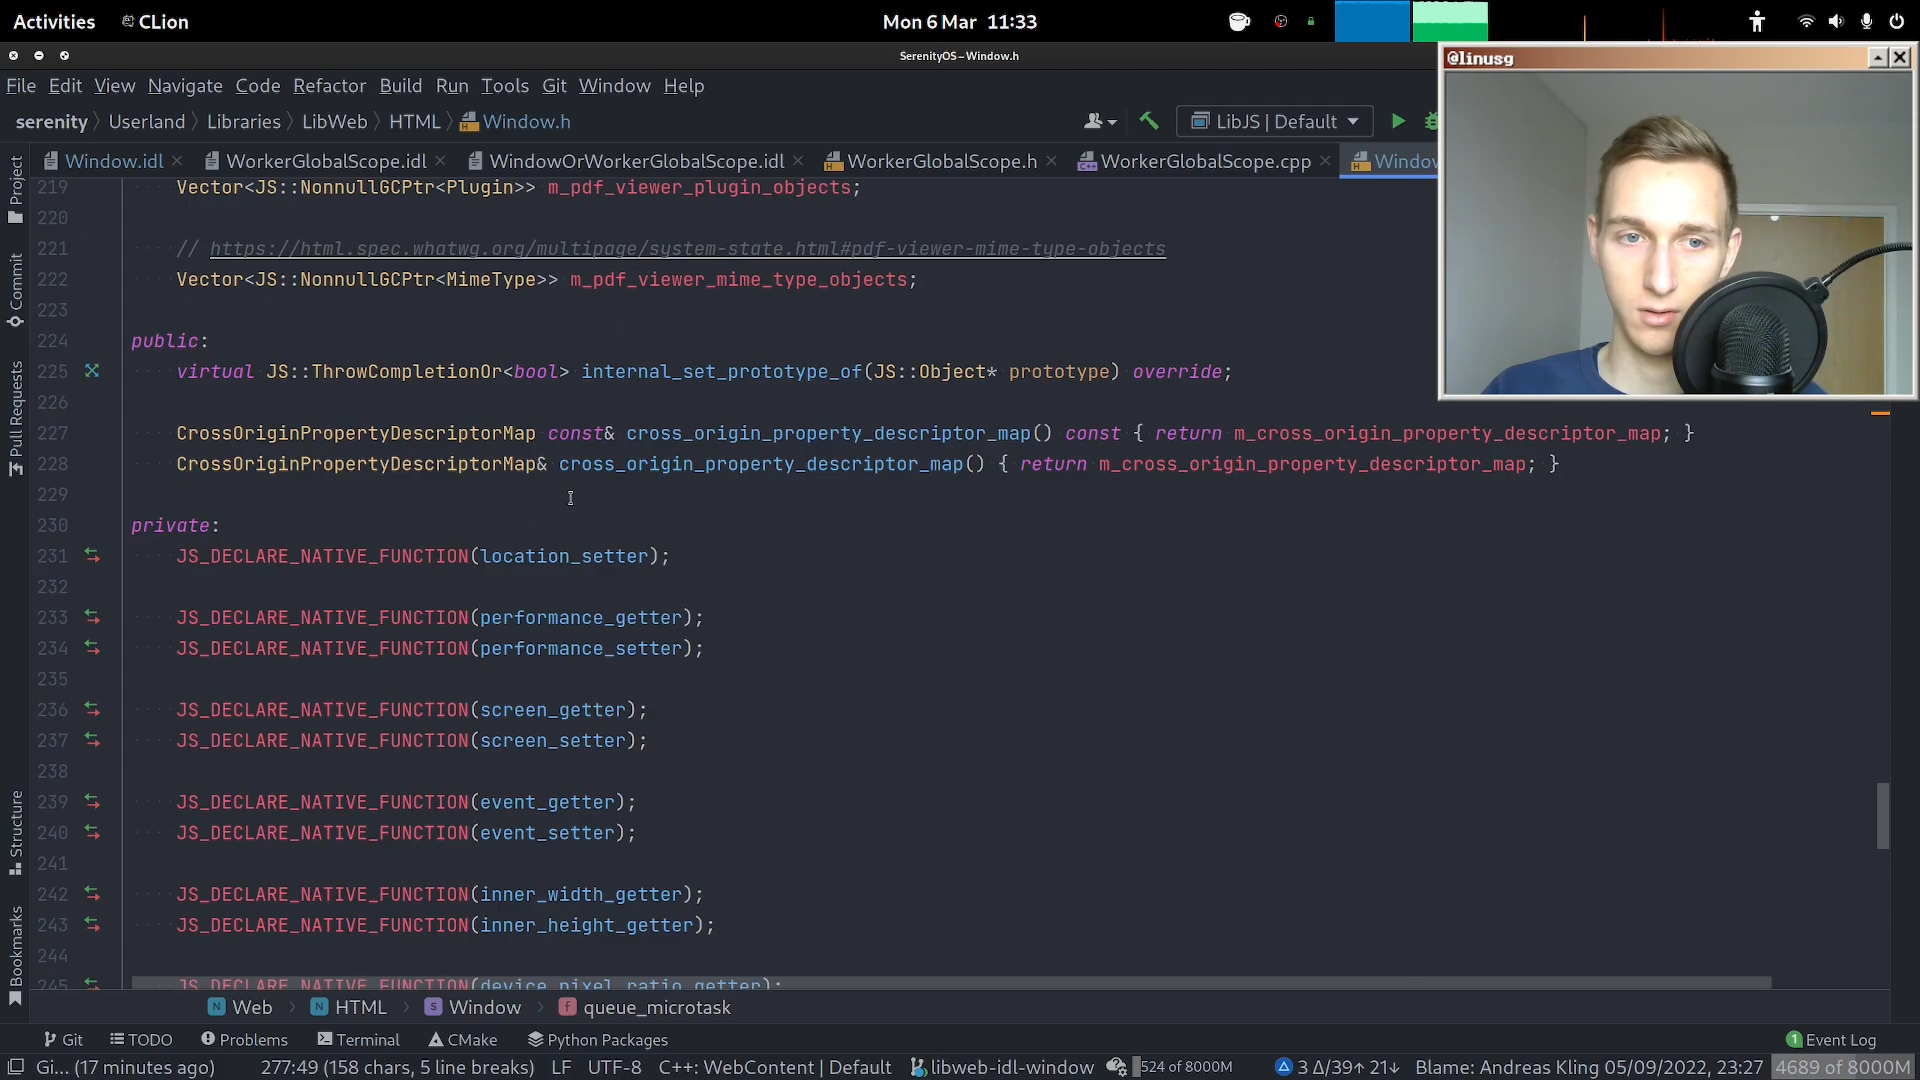 Activities CLion Mon 6 Mar 11:33
SerenityOS – Window.h
@linusg
File Edit View Navigate Code Refactor Build Run Tools Git Window Help
serenity Userland Libraries LibWeb HTML Window.h LibJS | Default
Window.idl WorkerGlobalScope.idl WindowOrWorkerGlobalScope.idl WorkerGlobalScope.h WorkerGlobalScope.cpp Window
Project
Commit
Pull Requests
Structure
Bookmarks
219 Vector<JS::NonnullGCPtr<Plugin>> m_pdf_viewer_plugin_objects;
220
221 // https://html.spec.whatwg.org/multipage/system-state.html#pdf-viewer-mime-type-objects
222 Vector<JS::NonnullGCPtr<MimeType>> m_pdf_viewer_mime_type_objects;
223
224 public:
225 virtual JS::ThrowCompletionOr<bool> internal_set_prototype_of(JS::Object* prototype) override;
226
227 CrossOriginPropertyDescriptorMap const& cross_origin_property_descriptor_map() const { return m_cross_origin_property_descriptor_map; }
228 CrossOriginPropertyDescriptorMap& cross_origin_property_descriptor_map() { return m_cross_origin_property_descriptor_map; }
229
230 private:
231 JS_DECLARE_NATIVE_FUNCTION(location_setter);
232
233 JS_DECLARE_NATIVE_FUNCTION(performance_getter);
234 JS_DECLARE_NATIVE_FUNCTION(performance_setter);
235
236 JS_DECLARE_NATIVE_FUNCTION(screen_getter);
237 JS_DECLARE_NATIVE_FUNCTION(screen_setter);
238
239 JS_DECLARE_NATIVE_FUNCTION(event_getter);
240 JS_DECLARE_NATIVE_FUNCTION(event_setter);
241
242 JS_DECLARE_NATIVE_FUNCTION(inner_width_getter);
243 JS_DECLARE_NATIVE_FUNCTION(inner_height_getter);
244
245 JS_DECLARE_NATIVE_FUNCTION(device_pixel_ratio_getter);
Web HTML Window queue_microtask
Git TODO Problems Terminal CMake Python Packages 1 Event Log
Gi... (17 minutes ago) 277:49 (158 chars, 5 line breaks) LF UTF-8 C++: WebContent | Default libweb-idl-window 524 of 8000M 3 Δ/39↑ 21↓ Blame: Andreas Kling 05/09/2022, 23:27 4689 of 8000M